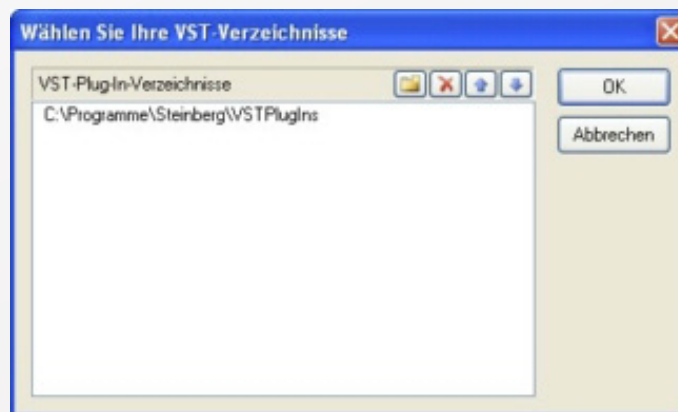 Wählen Sie Ihre VST-Verzeichnisse
VST-Plug-In-Verzeichnisse
OK
C:\Programme\Steinberg\VSTPlugIns
Abbrechen